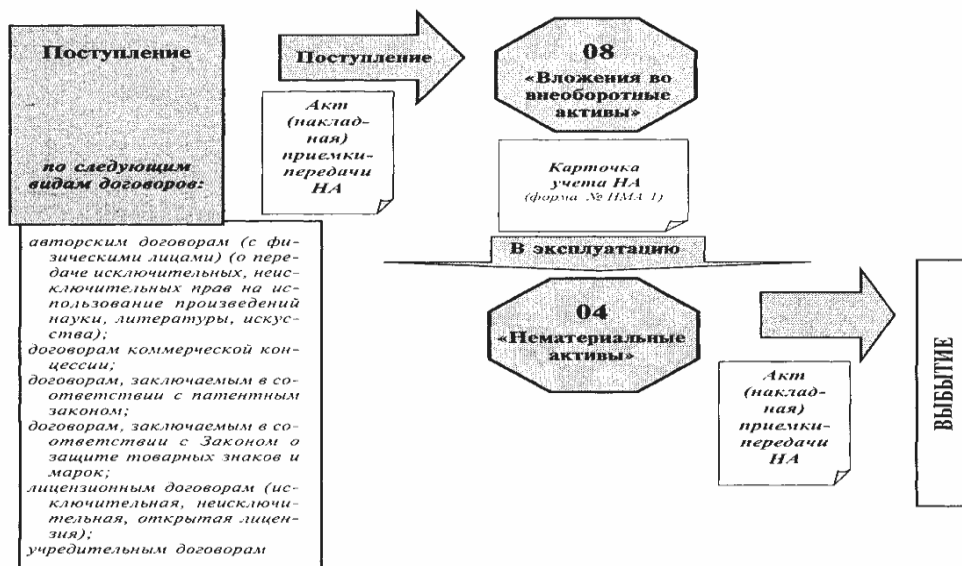 Поступление
по следующим
видам договоров:
авторским договорам (с фи-
зическими лицами) (о пере-
даче исключительных, неис-
ключительных прав на ис-
пользование произведений
науки, литературы, искус-
ства);
договорам коммерческой кон-
цессии;
договорам, заключаемым в со-
ответствии с патентным
законом;
договорам, заключаемым в со-
ответствии с Законом о
защите товарных знаков и
марок;
лицензионным договорам (ис-
ключительная, неисключи-
тельная, открытая лицен-
зия);
учредительным договорам
Поступление
Акт
(наклад-
ная)
приемки-
передачи
НА
08
«Вложения во
внеоборотные
активы»
Карточка
учета НА
(форма № НМА 1)
В эксплуатацию
04
«Нематериальные
активы»
Акт
(наклад-
ная)
приемки-
передачи
НА
ВЫБЫТИЕ